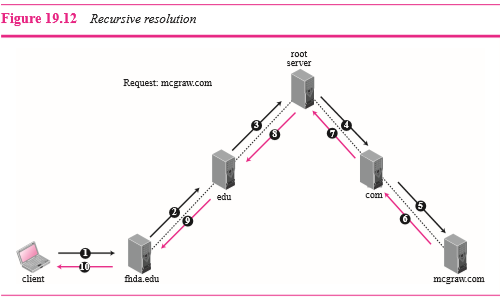 Figure 19.12 Recursive resolution
root
server
Request: mcgraw.com
3
8
7
4
edu
com
2
9
6
5
1
10
client
fhda.edu
mcgraw.com